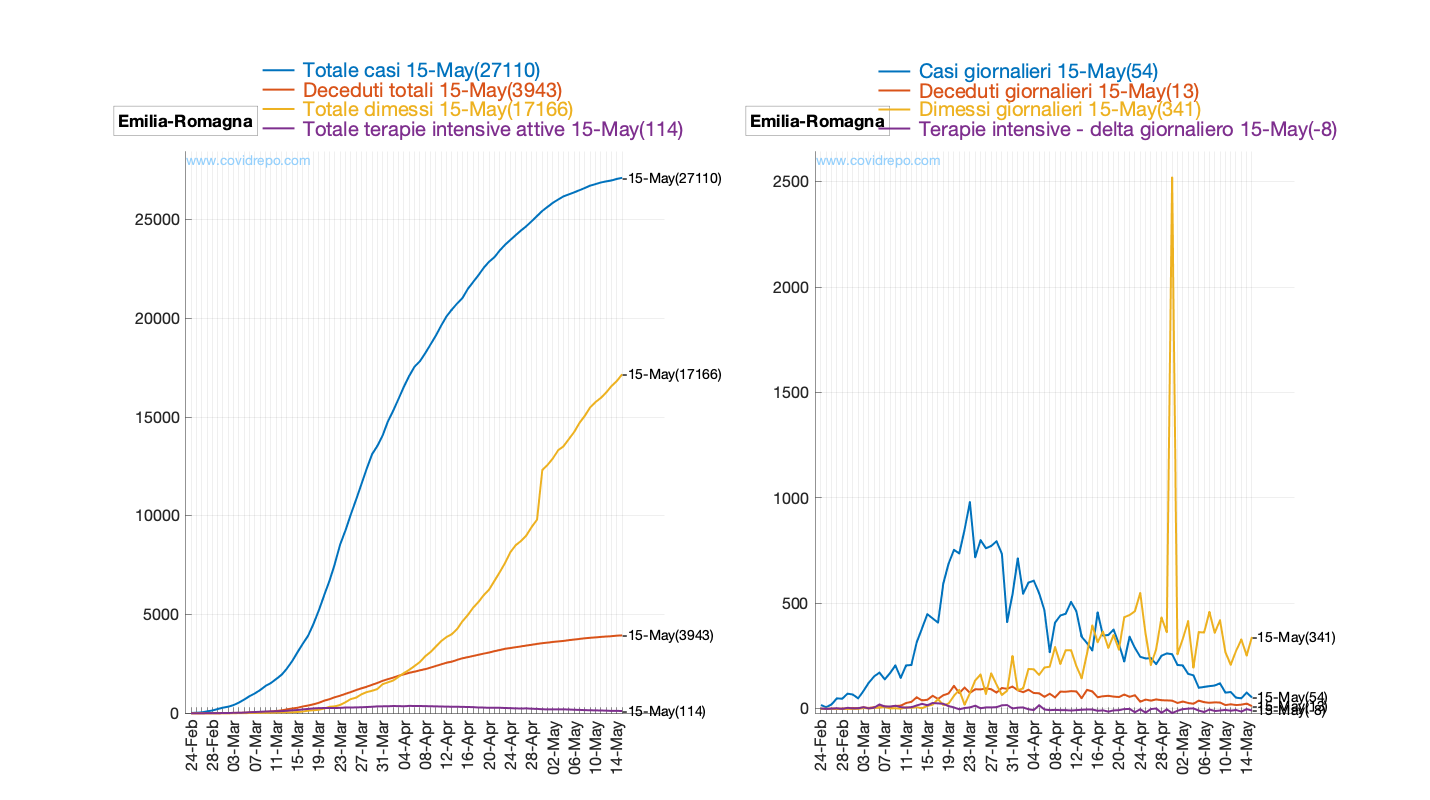 Totale casi 15-May(27110)
Deceduti totali 15-May(3943)
Totale dimessi 15-May(17166)
Totale terapie intensive attive 15-May(114)
Emilia-Romagna
www.covidrepo.com
25000
20000
15000
10000
5000
0
15-May(27110)
15-May(17166)
15-May(3943)
15-May(114)
24-Feb
28-Feb
03-Mar
07-Mar
11-Mar
15-Mar
19-Mar
23-Mar
27-Mar
31-Mar
04-Apr
08-Apr
12-Apr
16-Apr
20-Apr
24-Apr
28-Apr
02-May
06-May
10-May
14-May
Casi giornalieri 15-May(54)
Deceduti giornalieri 15-May(13)
Dimessi giornalieri 15-May(341)
Terapie intensive - delta giornaliero 15-May(-8)
Emilia-Romagna
www.covidrepo.com
2500
2000
1500
1000
500
0
15-May(341)
15-May(54)
15-May(13)
15-May(-8)
24-Feb
28-Feb
03-Mar
07-Mar
11-Mar
15-Mar
19-Mar
23-Mar
27-Mar
31-Mar
04-Apr
08-Apr
12-Apr
16-Apr
20-Apr
24-Apr
28-Apr
02-May
06-May
10-May
14-May